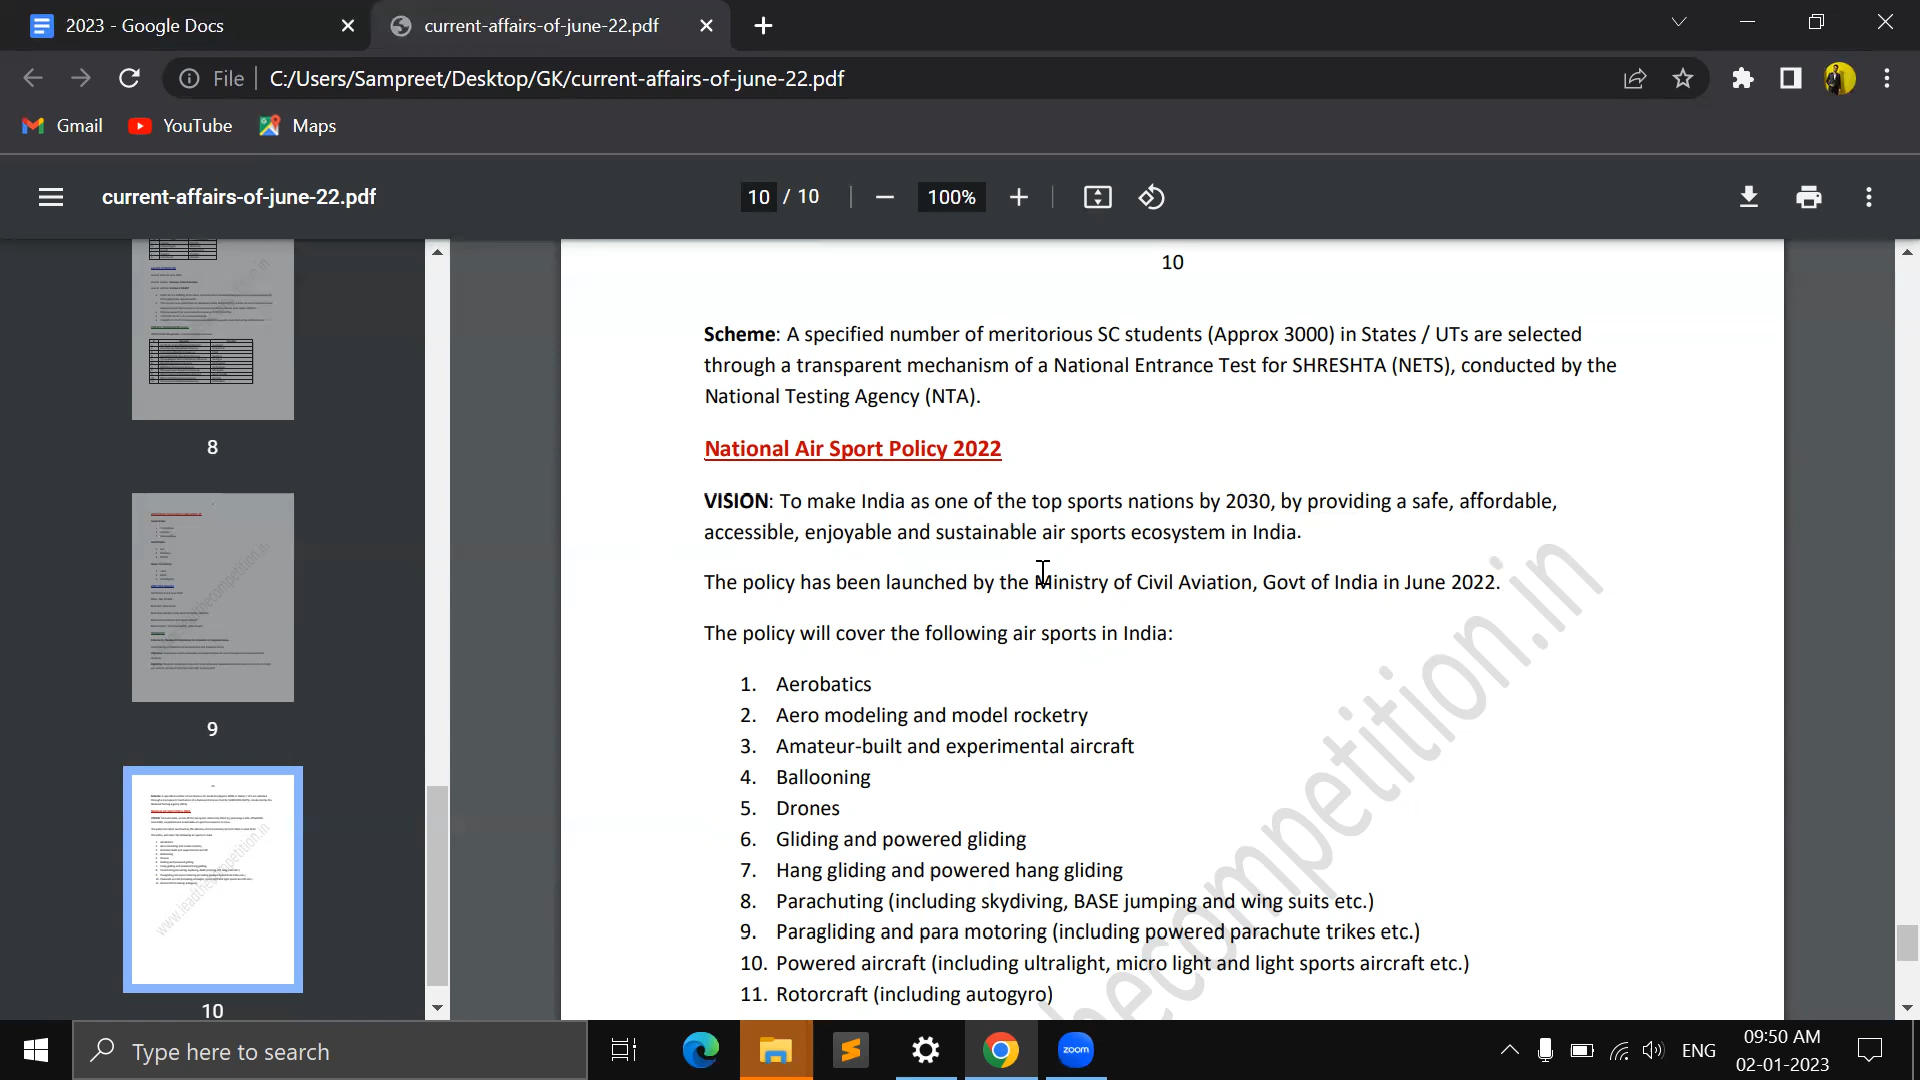 2023 - Google Docs
current-affairs-of-june-22.pdf
File
C:/Users/Sampreet/Desktop/GK/current-affairs-of-june-22.pdf
Gmail
YouTube
Maps
current-affairs-of-june-22.pdf
10 / 10
100%
8
9
10
10
Scheme: A specified number of meritorious SC students (Approx 3000) in States / UTs are selected
through a transparent mechanism of a National Entrance Test for SHRESHTA (NETS), conducted by the
National Testing Agency (NTA).
National Air Sport Policy 2022
VISION: To make India as one of the top sports nations by 2030, by providing a safe, affordable,
accessible, enjoyable and sustainable air sports ecosystem in India.
The policy has been launched by the Ministry of Civil Aviation, Govt of India in June 2022.
The policy will cover the following air sports in India:
1. Aerobatics
2. Aero modeling and model rocketry
3. Amateur-built and experimental aircraft
4. Ballooning
5. Drones
6. Gliding and powered gliding
7. Hang gliding and powered hang gliding
8. Parachuting (including skydiving, BASE jumping and wing suits etc.)
9. Paragliding and para motoring (including powered parachute trikes etc.)
10. Powered aircraft (including ultralight, micro light and light sports aircraft etc.)
11. Rotorcraft (including autogyro)
hecompetition.in
www.leadthecompetition.in
Type here to search
zoom
ENG
09:50 AM
02-01-2023